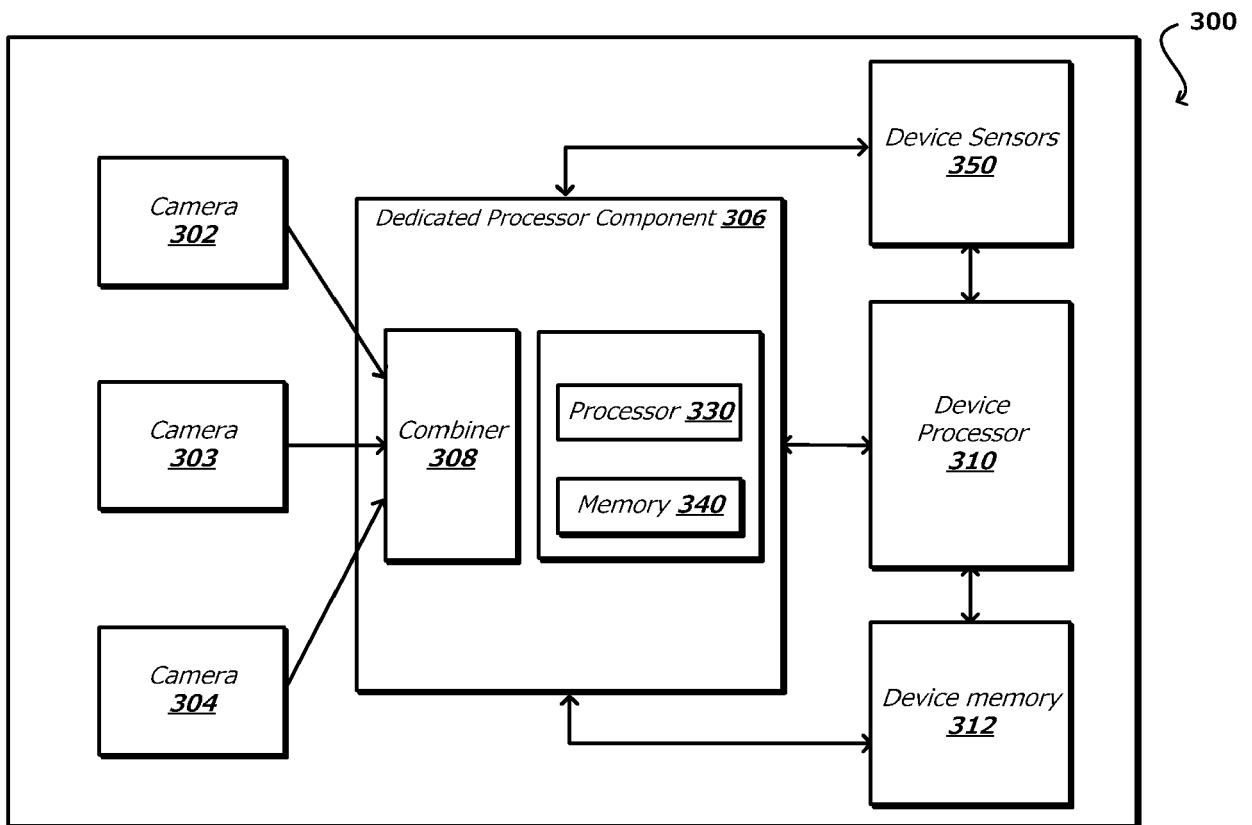 300
Device Sensors
350
Camera
302
Dedicated Processor Component 306
Camera
303
Combiner
308
Processor 330
Memory 340
Device
Processor
310
Camera
304
Device memory
312